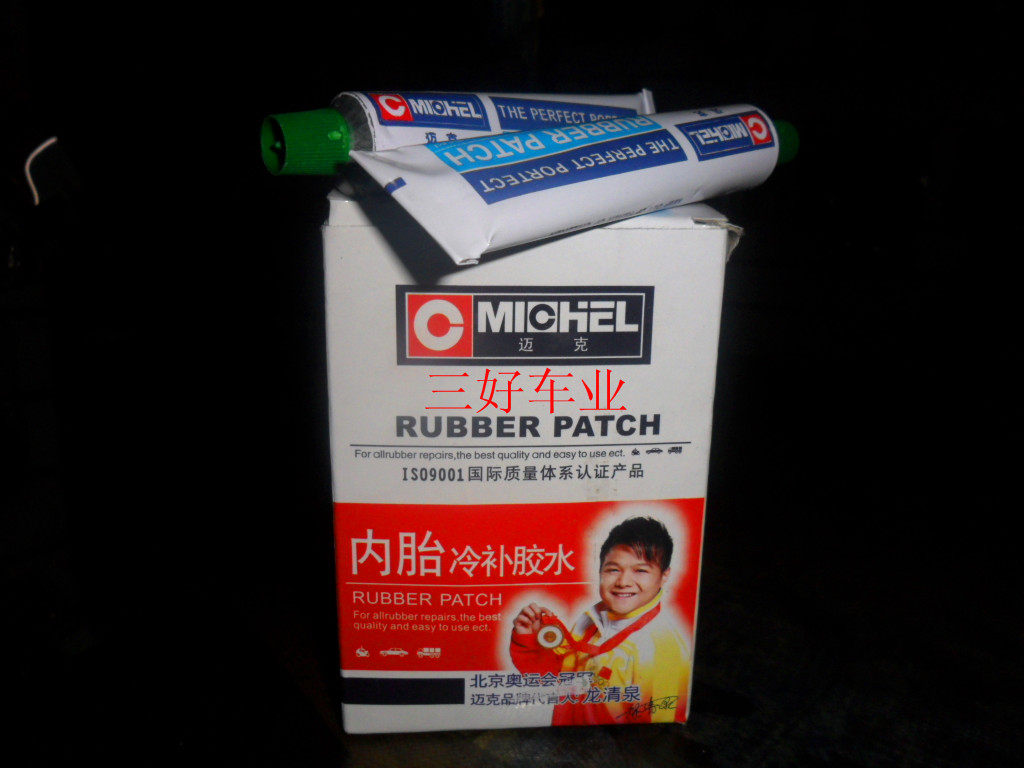 C MICHEL
THE PERFECT
迈克
C MICHEL
THE PERFECT PORTECT
RUBBER PATCH
C MICHEL
迈克
三好车业
RUBBER PATCH
For allrubber repairs,the best quality and easy to use ect.
ISO9001国际质量体系认证产品
内胎冷补胶水
RUBBER PATCH
For allrubber repairs,the best
quality and easy to use ect.
北京奥运会冠军
迈克品牌代言人 龙清泉